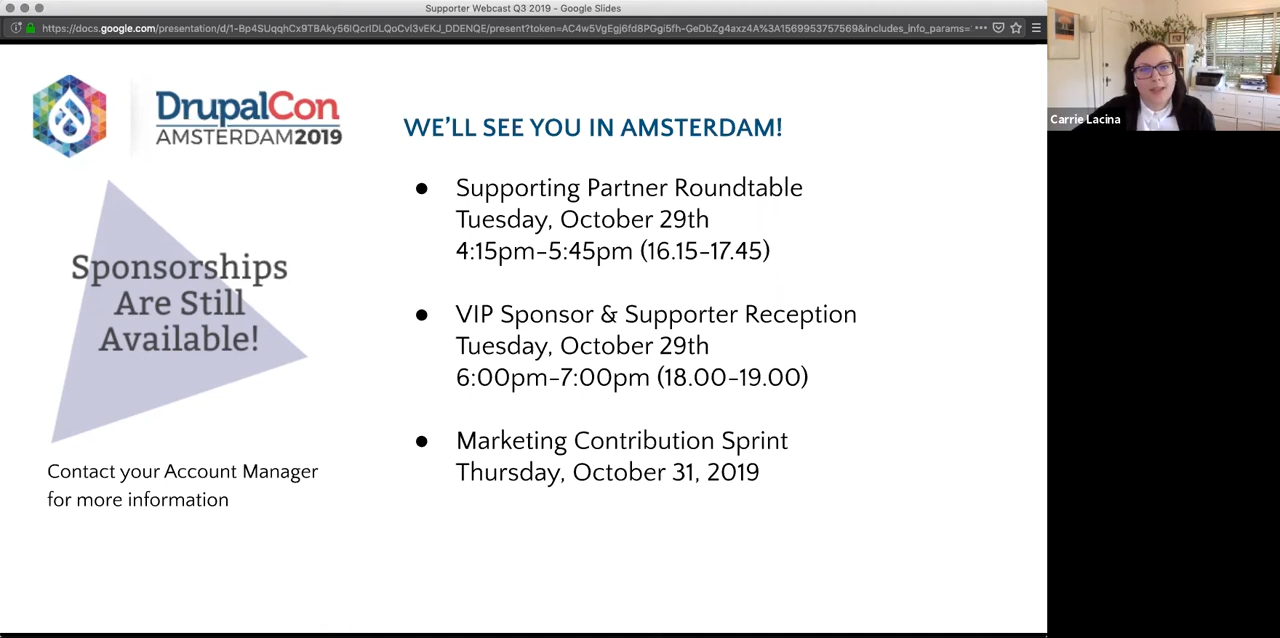 Supporter Webcast Q3 2019 - Google Slides
DrupalCon
AMSTERDAM2019
WE'LL SEE YOU IN AMSTERDAM!
● Supporting Partner Roundtable
Tuesday, October 29th
4:15pm-5:45pm (16.15-17.45)
● VIP Sponsor & Supporter Reception
Tuesday, October 29th
6:00pm-7:00pm (18.00-19.00)
● Marketing Contribution Sprint
Thursday, October 31, 2019
Sponsorships
Are Still
Available!
Contact your Account Manager
for more information
Carrie Lacina